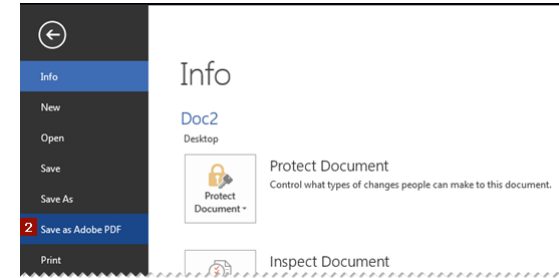 Info
Info
New
Doc2
Open
Desktop
Save
Protect Document
Control what types of changes people can make to this document.
Save As
Protect
Document
2 Save as Adobe PDF
Print
Inspect Document